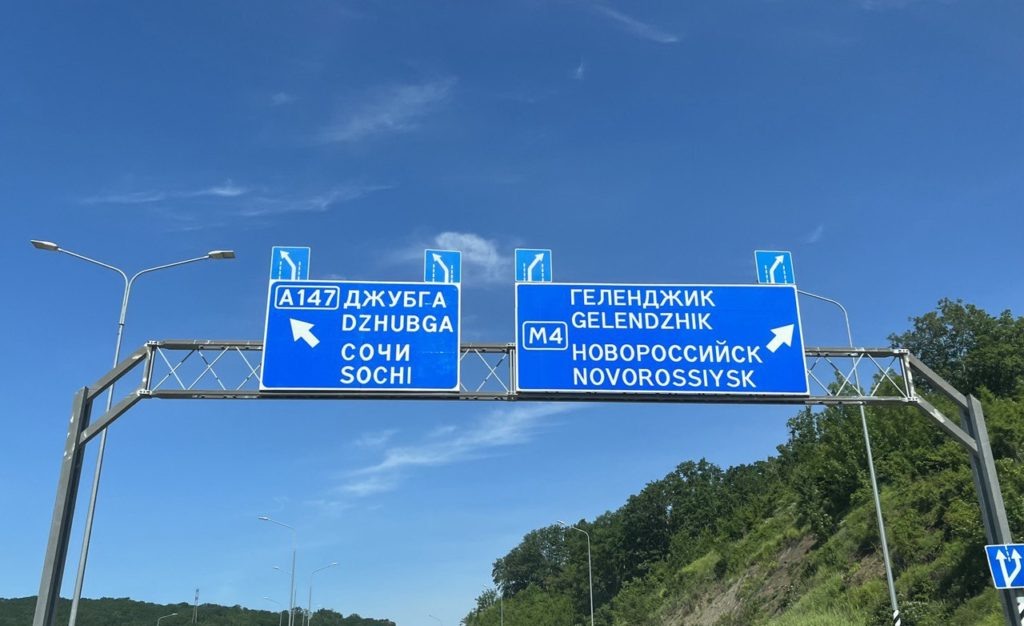 А147 ДЖУБГА
DZHUBGA
СОЧИ
SOCHI
ГЕЛЕНДЖИК
GELENDZHIK
М4
НОВОРОССИЙСК
NOVOROSSIYSK